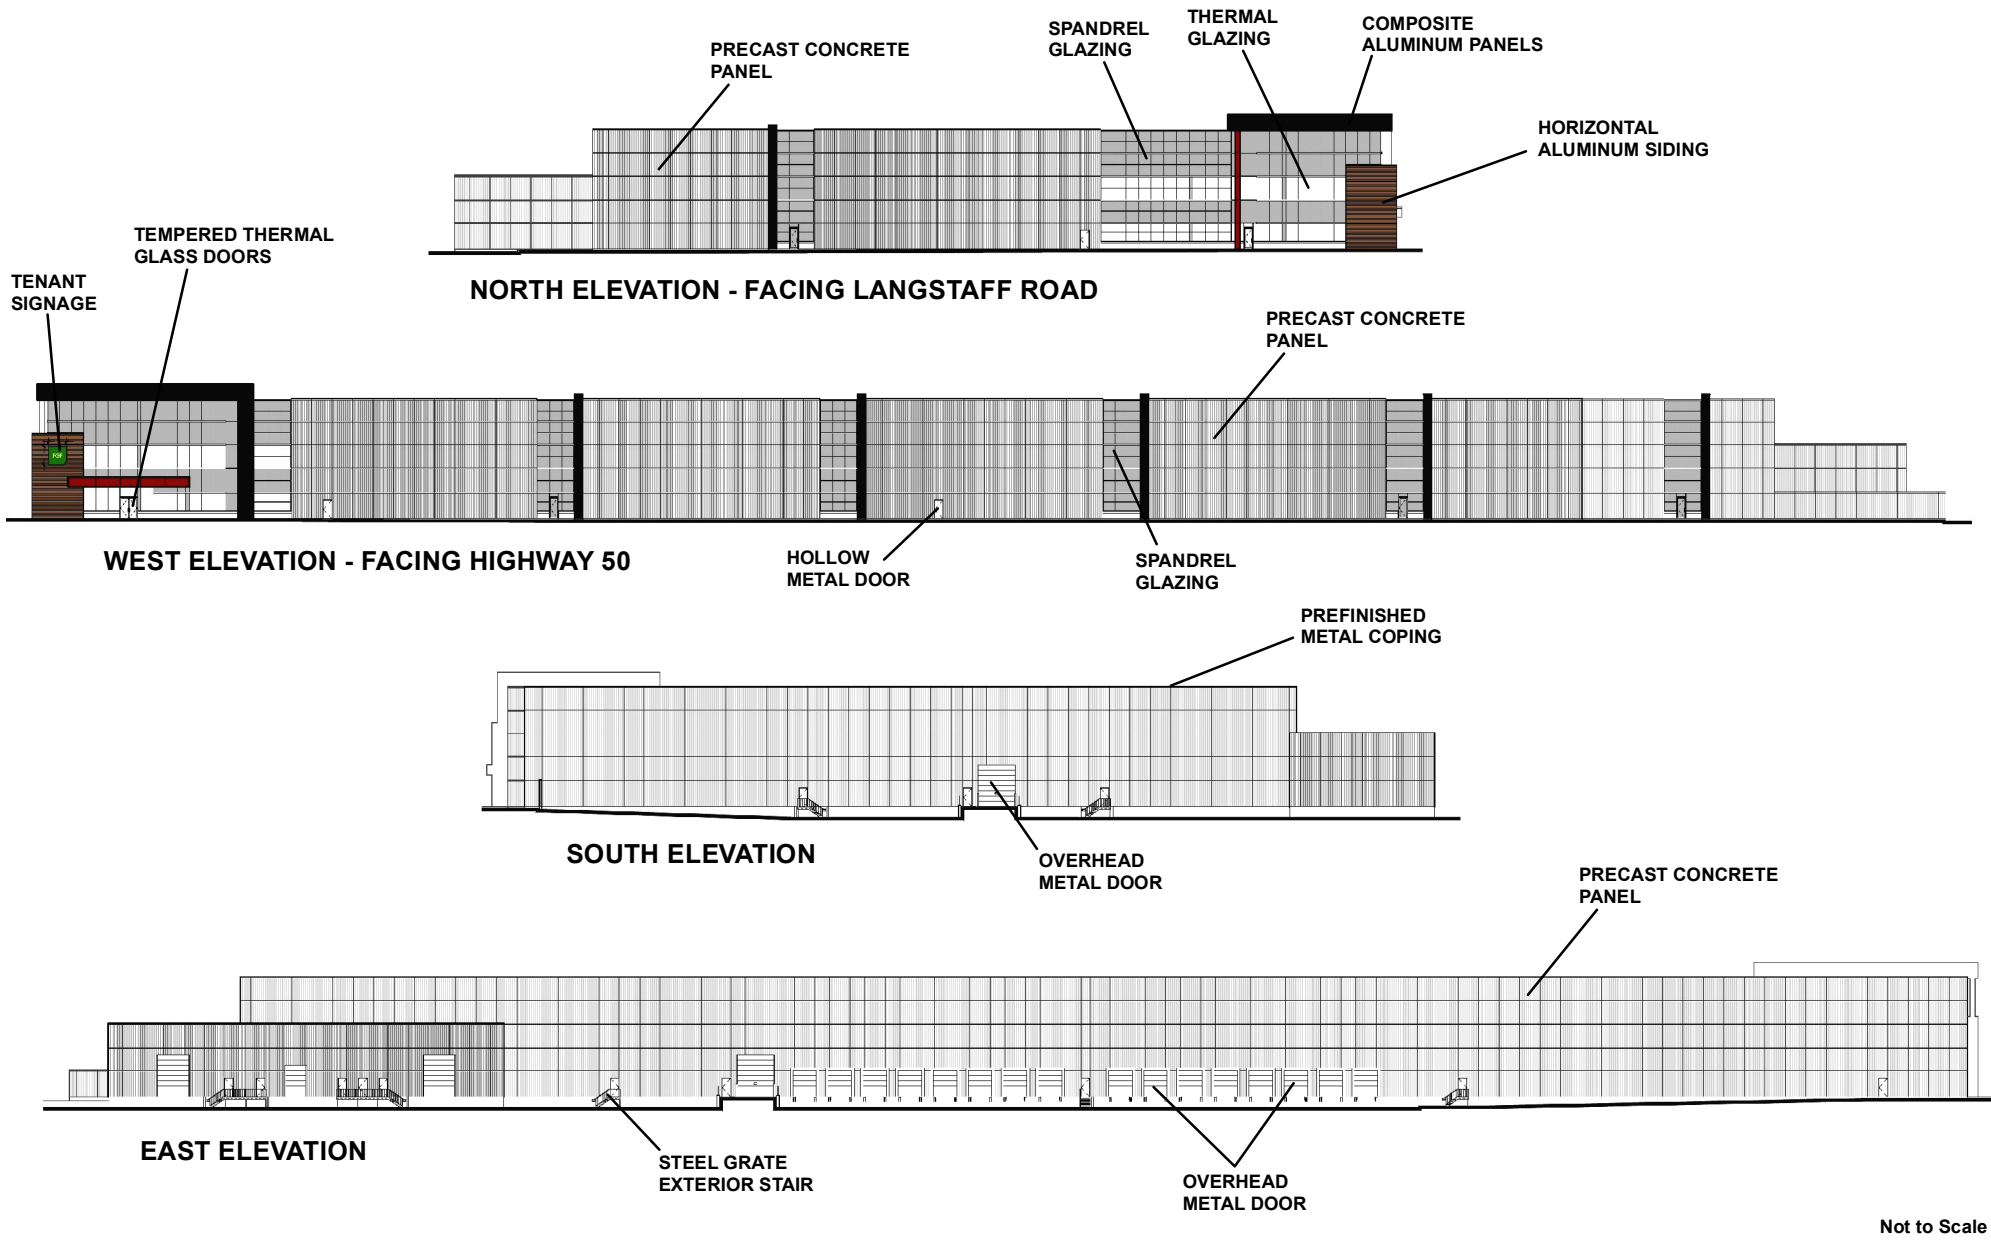 SPANDREL
GLAZING
THERMAL
GLAZING
COMPOSITE
ALUMINUM PANELS
PRECAST CONCRETE
PANEL
HORIZONTAL
ALUMINUM SIDING
TEMPERED THERMAL
GLASS DOORS
TENANT
SIGNAGE
NORTH ELEVATION - FACING LANGSTAFF ROAD
PRECAST CONCRETE
PANEL
FGF
WEST ELEVATION - FACING HIGHWAY 50
HOLLOW
METAL DOOR
SPANDREL
GLAZING
PREFINISHED
METAL COPING
SOUTH ELEVATION
OVERHEAD
METAL DOOR
PRECAST CONCRETE
PANEL
EAST ELEVATION
STEEL GRATE
EXTERIOR STAIR
OVERHEAD
METAL DOOR
Not to Scale